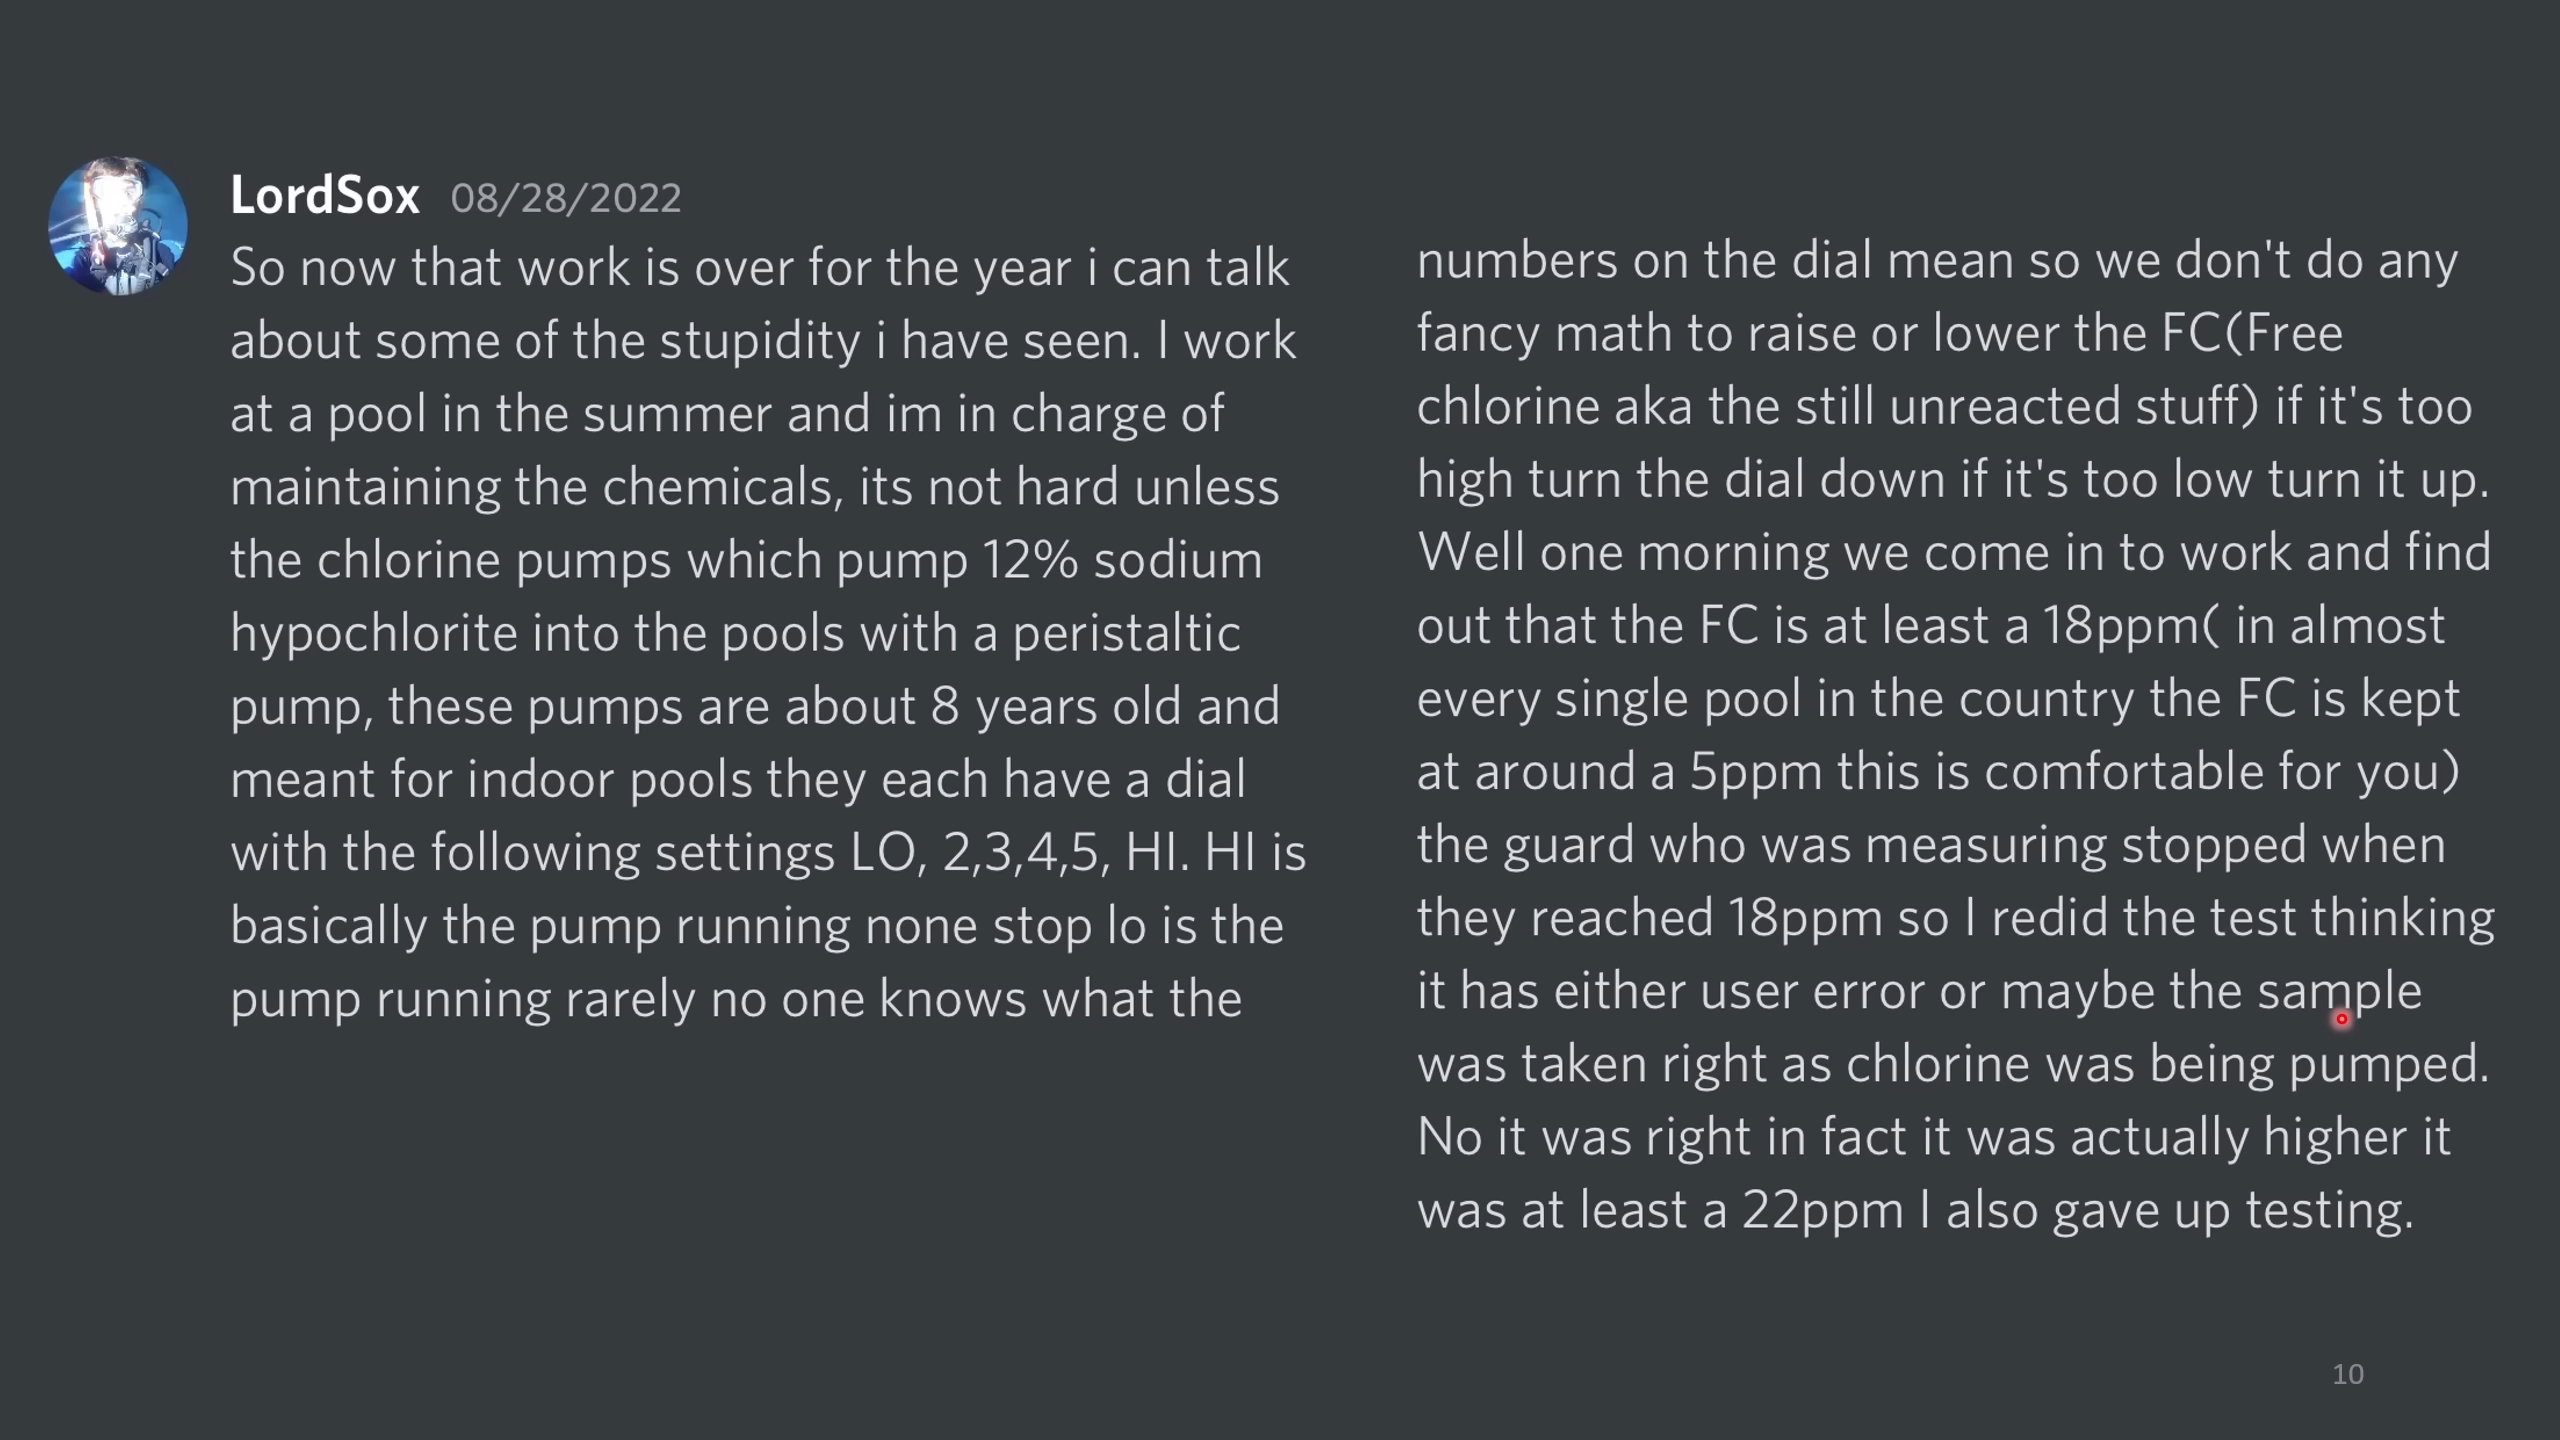 LordSox 08/28/2022
So now that work is over for the year i can talk
about some of the stupidity i have seen. I work
at a pool in the summer and im in charge of
maintaining the chemicals, its not hard unless
the chlorine pumps which pump 12% sodium
hypochlorite into the pools with a peristaltic
pump, these pumps are about 8 years old and
meant for indoor pools they each have a dial
with the following settings LO, 2,3,4,5, HI. HI is
basically the pump running none stop lo is the
pump running rarely no one knows what the
numbers on the dial mean so we don't do any
fancy math to raise or lower the FC(Free
chlorine aka the still unreacted stuff) if it's too
high turn the dial down if it's too low turn it up.
Well one morning we come in to work and find
out that the FC is at least a 18ppm( in almost
every single pool in the country the FC is kept
at around a 5ppm this is comfortable for you)
the guard who was measuring stopped when
they reached 18ppm so I redid the test thinking
it has either user error or maybe the sample
was taken right as chlorine was being pumped.
No it was right in fact it was actually higher it
was at least a 22ppm I also gave up testing.
10